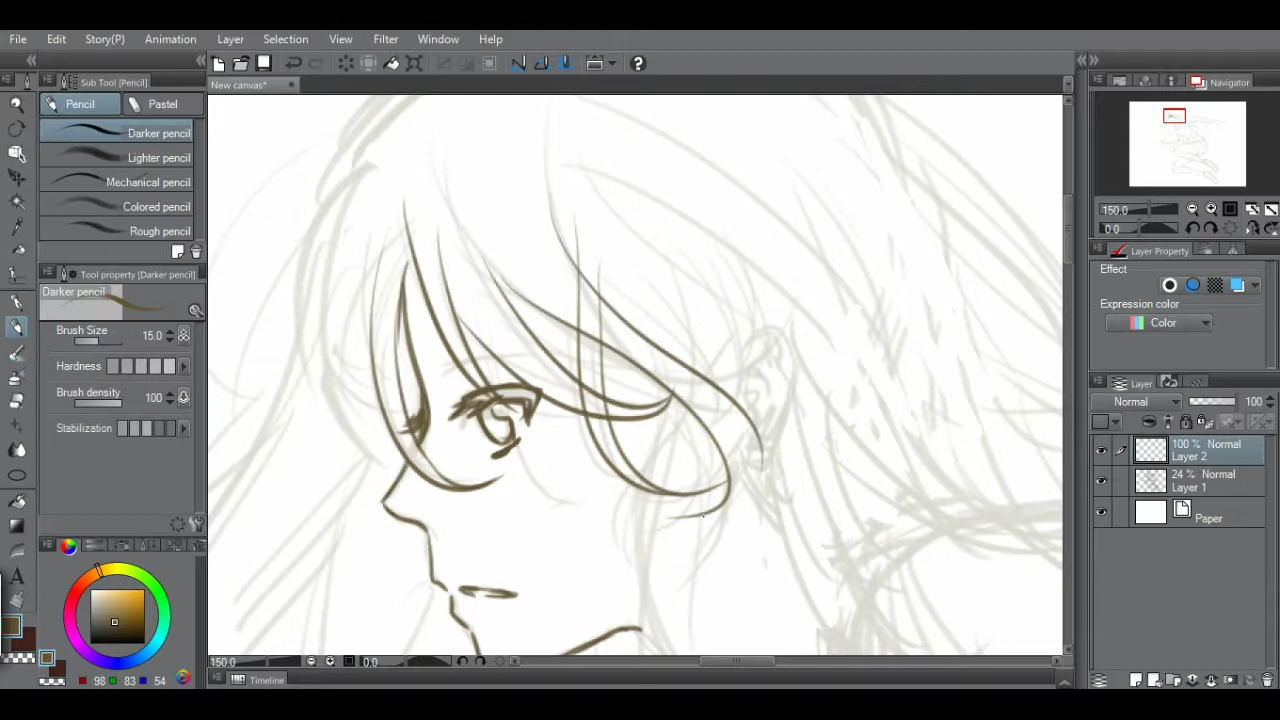 File Edit Story(P) Animation Layer Selection View Filter Window Help
Sub Tool [Pencil]
New canvas*
Navigator
Pencil Pastel
Darker pencil
Lighter pencil
Mechanical pencil
Colored pencil
Rough pencil
150.0
0.0
Layer Property
Tool property [Darker pencil]
Effect
Darker pencil
Expression color
Color
Brush Size 15.0
Hardness
Brush density 100
Stabilization
Layer
Normal 100
100 % Normal
Layer 2
24 % Normal
Layer 1
Paper
A
150.0 0.0
98 83 54
Timeline